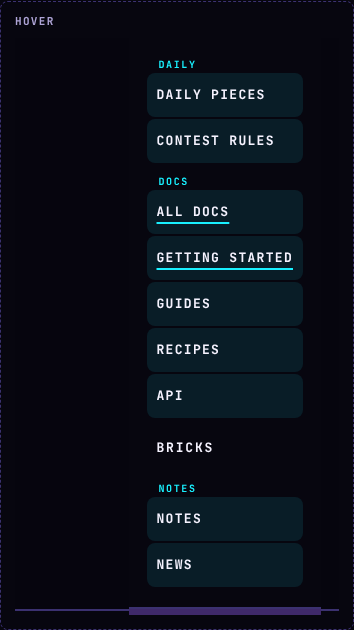 HOVER
DAILY
DAILY PIECES
CONTEST RULES
DOCS
ALL DOCS
GETTING STARTED
GUIDES
RECIPES
API
BRICKS
NOTES
NOTES
NEWS